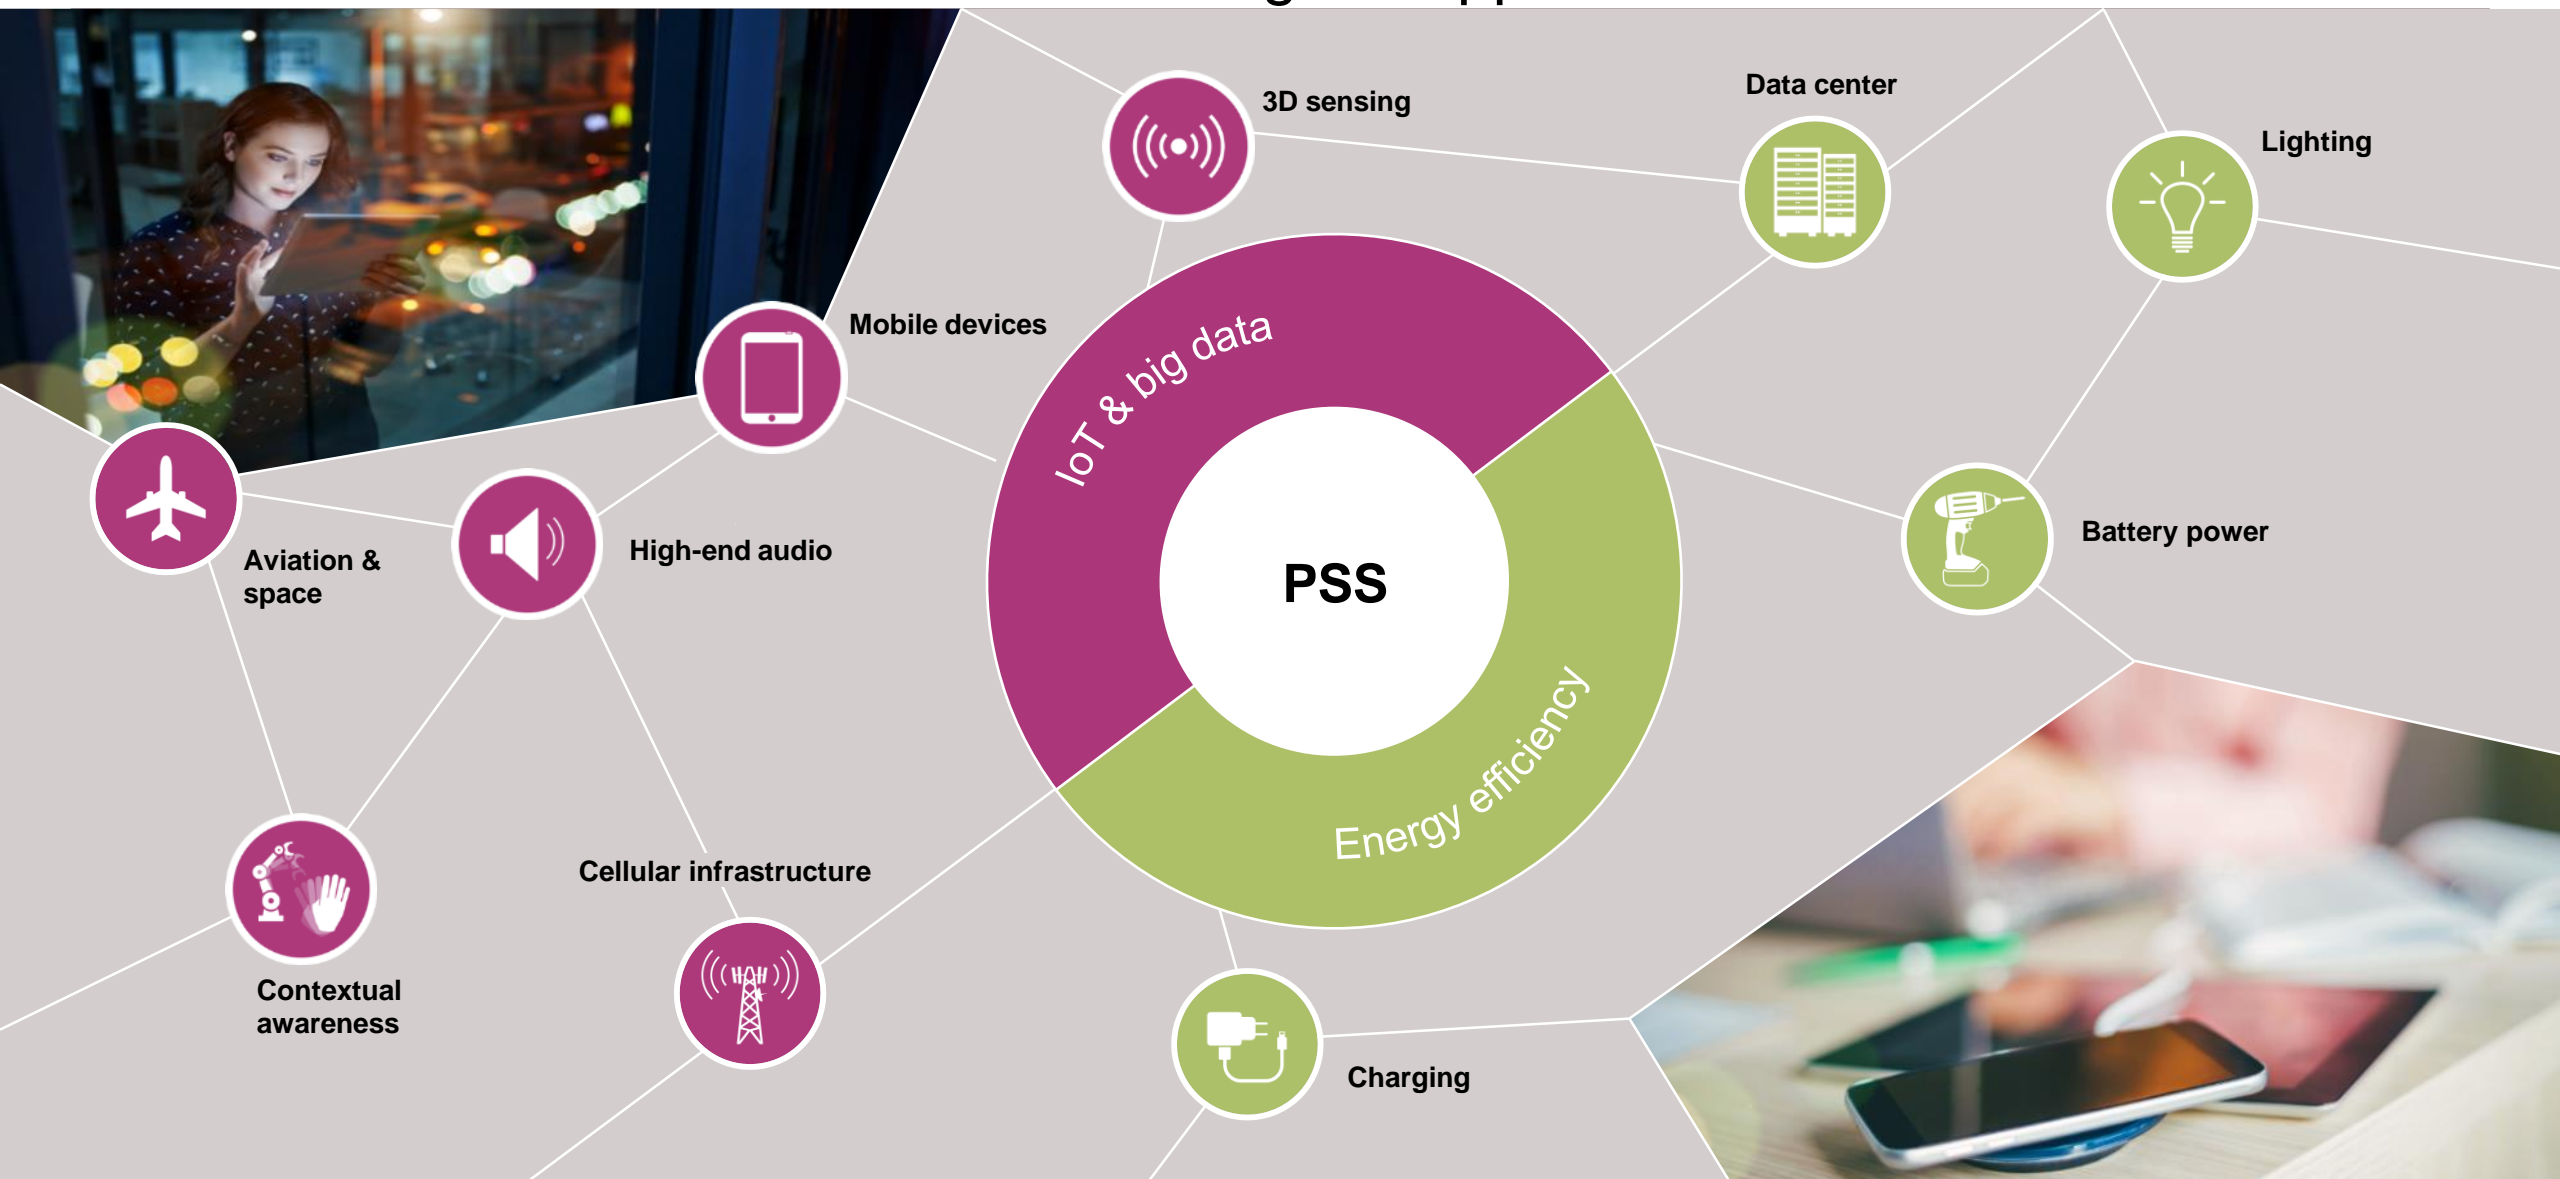 3D sensing
Data center
Lighting
Mobile devices
IoT & big data
Aviation &
space
High-end audio
Battery power
PSS
Energy efficiency
Cellular infrastructure
Contextual
awareness
Charging